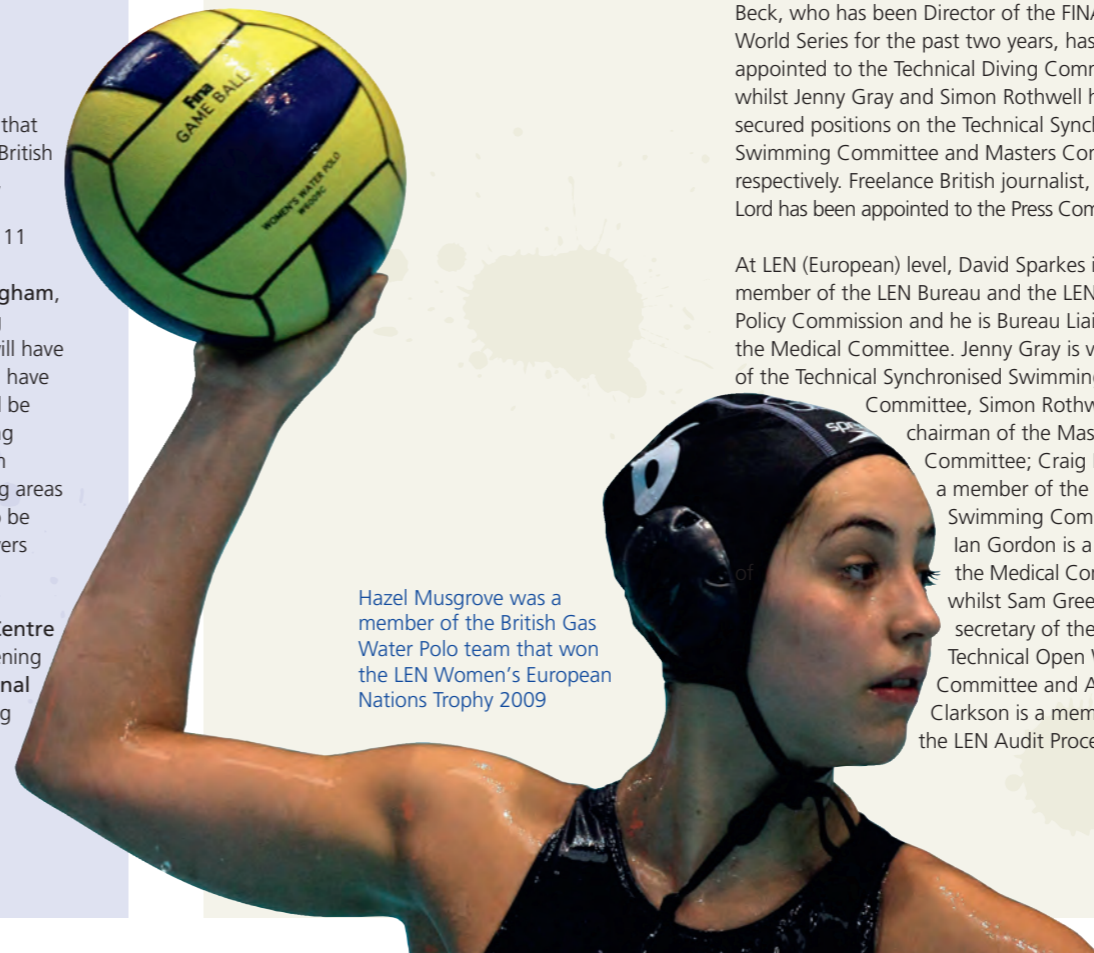 that
British
11
gham,
ill have
have
be
g
g areas
be
ers
Centre
ening
nal
g
Fina
GAME BALL
WOMEN'S WATER POLO
W6009C
Hazel Musgrove was a
member of the British Gas
Water Polo team that won
the LEN Women's European
Nations Trophy 2009
speedo
Beck, who has been Director of the FINA
World Series for the past two years, has
appointed to the Technical Diving Comm
whilst Jenny Gray and Simon Rothwell h
secured positions on the Technical Synch
Swimming Committee and Masters Com
respectively. Freelance British journalist,
Lord has been appointed to the Press Com
At LEN (European) level, David Sparkes i
member of the LEN Bureau and the LEN
Policy Commission and he is Bureau Liai
the Medical Committee. Jenny Gray is v
of the Technical Synchronised Swimming
Committee, Simon Rothw
chairman of the Mas
Committee; Craig
a member of the
Swimming Com
Ian Gordon is a
of the Medical Co
whilst Sam Gree
secretary of the
Technical Open W
Committee and A
Clarkson is a mem
the LEN Audit Proce